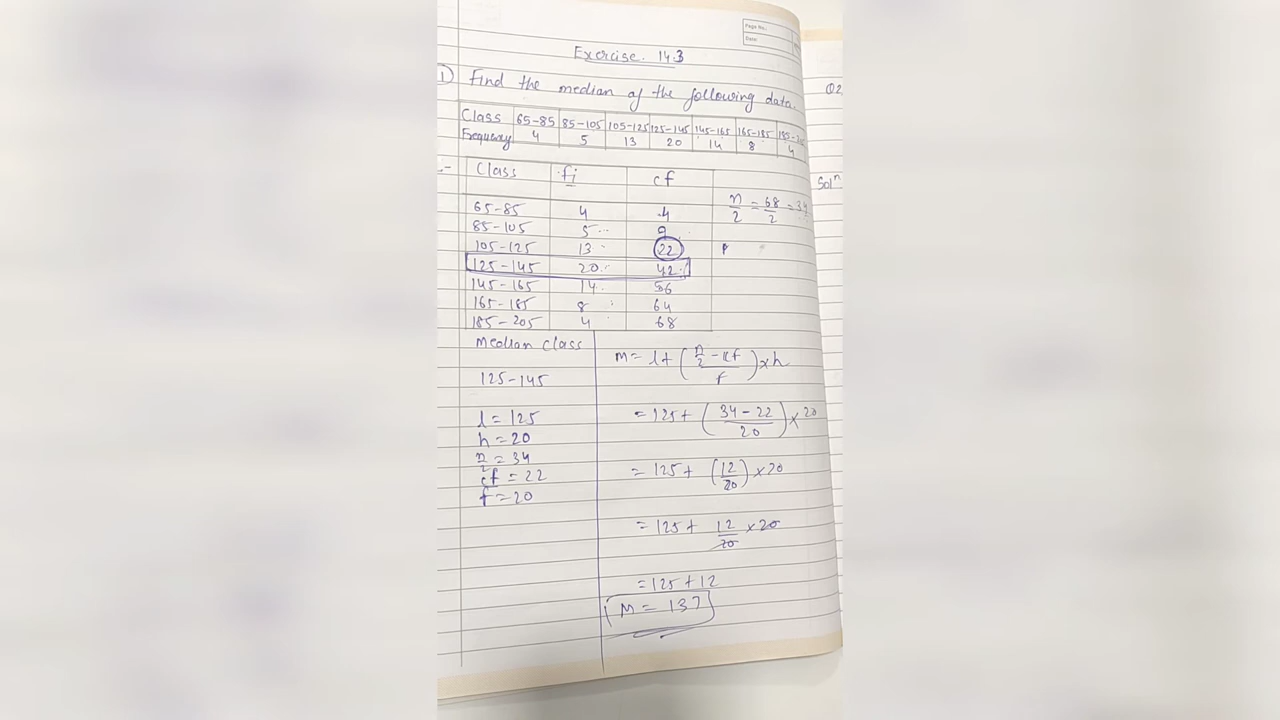 Page No.:
Date:
Exercise. 14.3
1) Find the median of the following data.
Q2
Class 65-85 85-105 105-125 125-145 145-165 165-185
Frequency 4 5 13 20 14 8 4
Class fi cf
Solⁿ
n/2 = 68/2 = 34
65-85 4 4
85-105 5 9
105-125 13 22
125-145 20 42
145-165 14 56
165-185 8 64
185-205 4 68
Median class
125-145
l = 125
h = 20
n/2 = 34
cf = 22
f = 20
M = l + (n/2 - cf / f) × h
= 125 + (34 - 22 / 20) × 20
= 125 + (12/20) × 20
= 125 + 12/20 × 20
= 125 + 12
M = 137